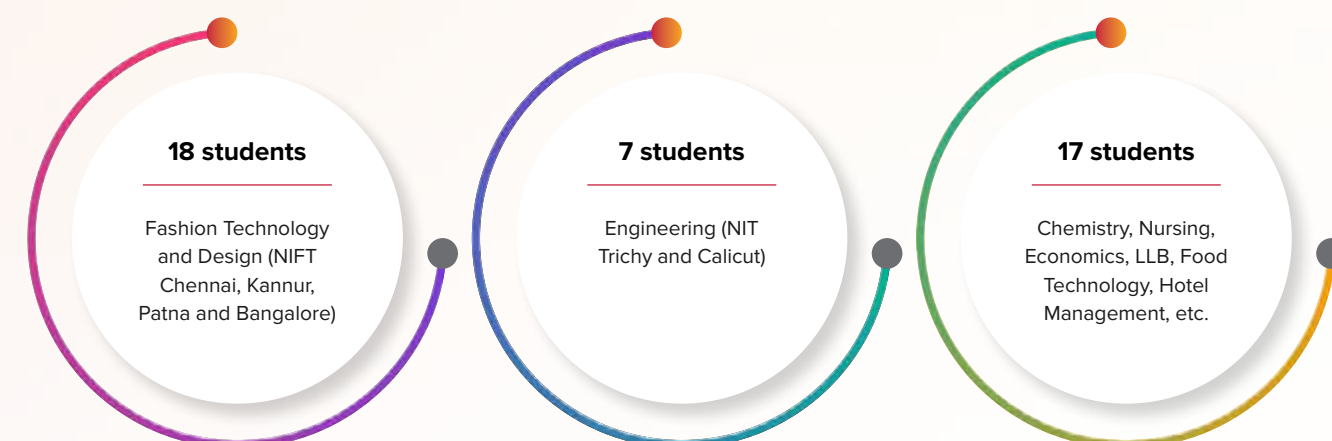 18 students
Fashion Technology
and Design (NIFT
Chennai, Kannur,
Patna and Bangalore)
7 students
Engineering (NIT
Trichy and Calicut)
17 students
Chemistry, Nursing,
Economics, LLB, Food
Technology, Hotel
Management, etc.